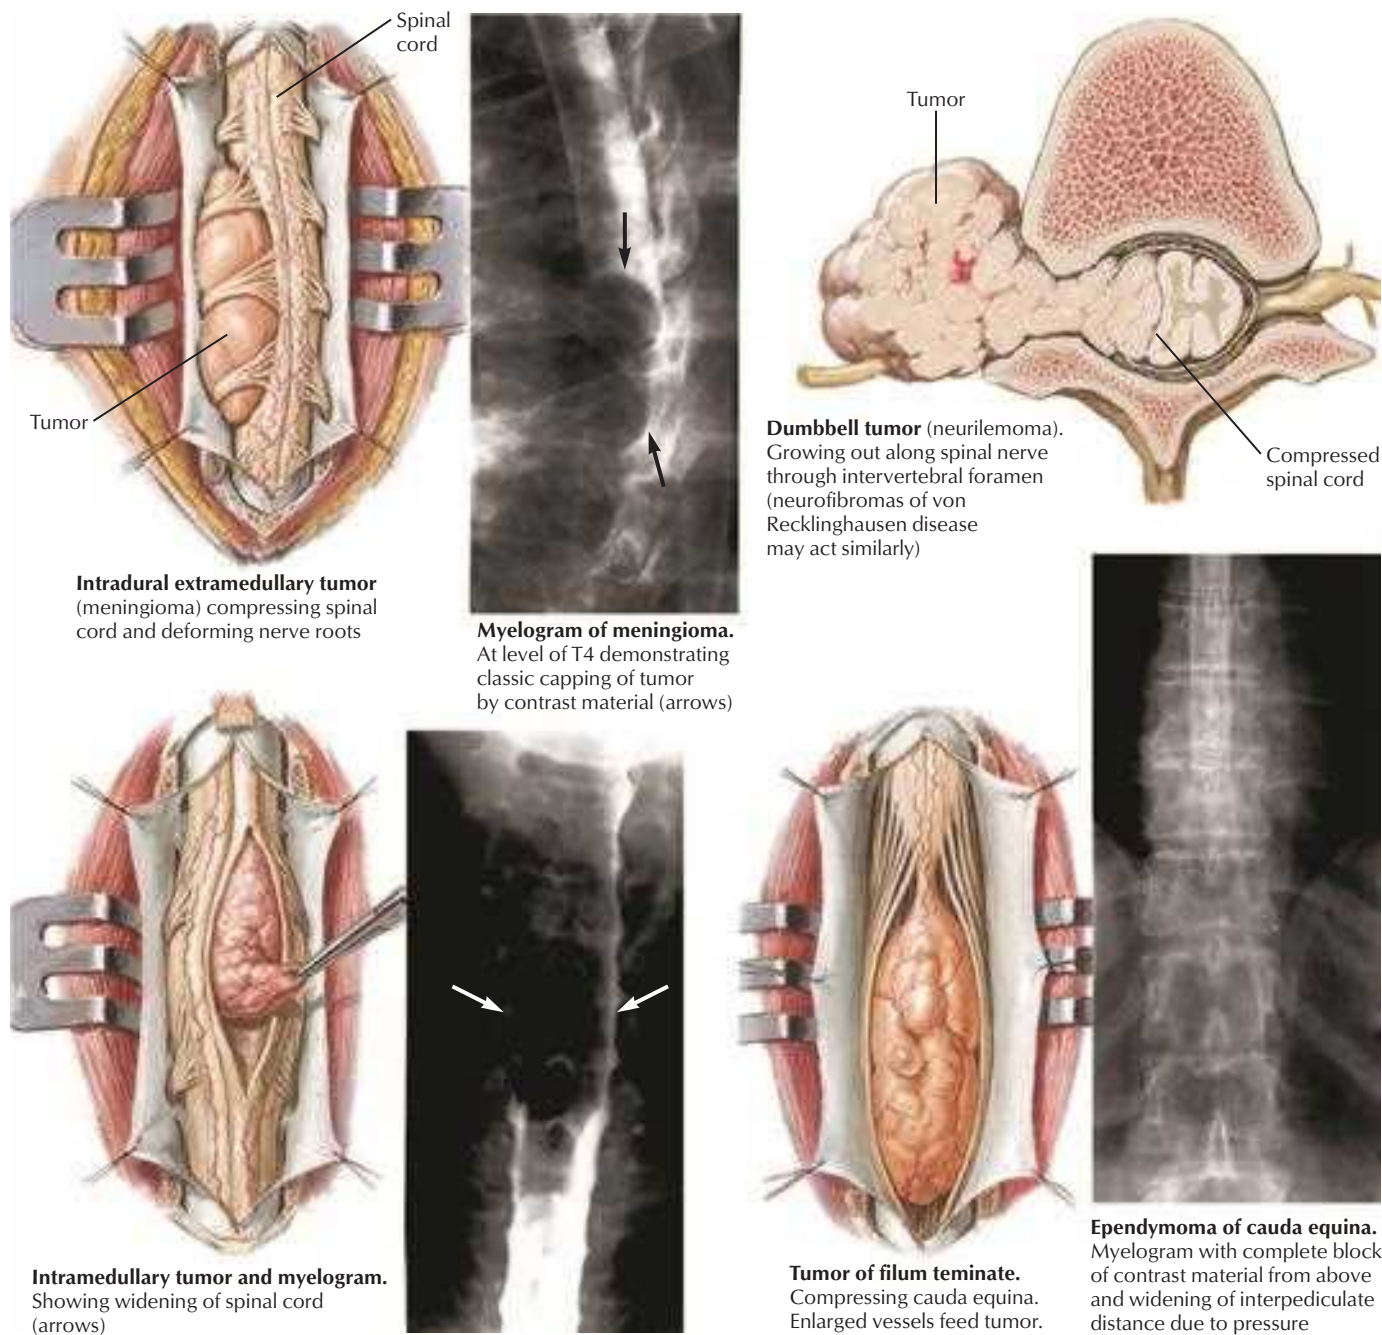 Spinal
cord
Tumor
Intradural extramedullary tumor
(meningioma) compressing spinal
cord and deforming nerve roots
Myelogram of meningioma.
At level of T4 demonstrating
classic capping of tumor
by contrast material (arrows)
Tumor
Dumbbell tumor (neurilemoma).
Growing out along spinal nerve
through intervertebral foramen
(neurofibromas of von
Recklinghausen disease
may act similarly)
Compressed
spinal cord
Intramedullary tumor and myelogram.
Showing widening of spinal cord
(arrows)
Tumor of filum teminate.
Compressing cauda equina.
Enlarged vessels feed tumor.
Ependymoma of cauda equina.
Myelogram with complete block
of contrast material from above
and widening of interpediculate
distance due to pressure